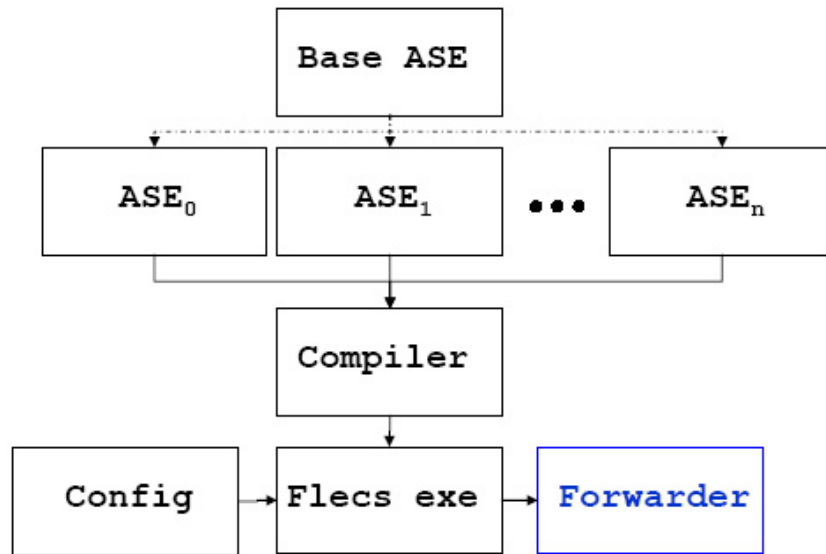 Base ASE
ASE₀
ASE₁
•••
ASEₙ
Compiler
Config
Flecs exe
Forwarder